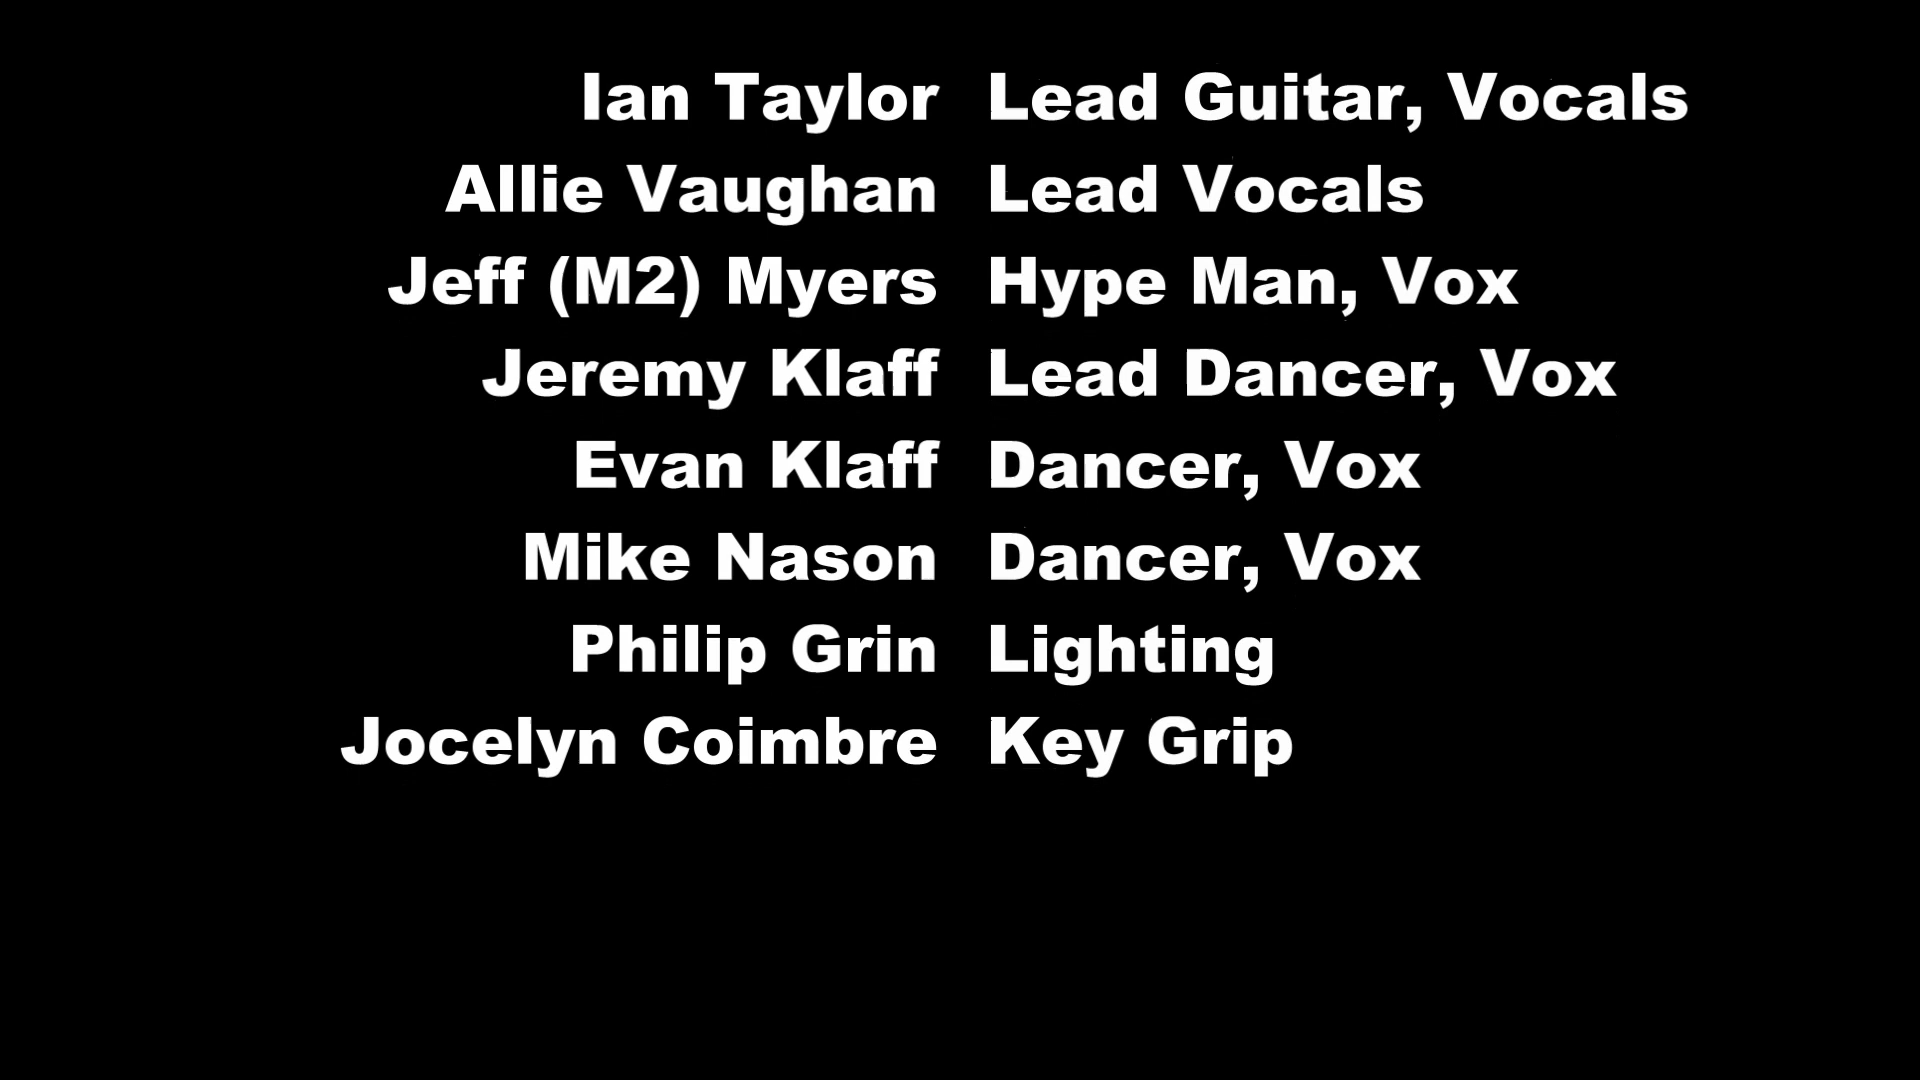 Ian Taylor Lead Guitar, Vocals
Allie Vaughan Lead Vocals
Jeff (M2) Myers Hype Man, Vox
Jeremy Klaff Lead Dancer, Vox
Evan Klaff Dancer, Vox
Mike Nason Dancer, Vox
Philip Grin Lighting
Jocelyn Coimbre Key Grip